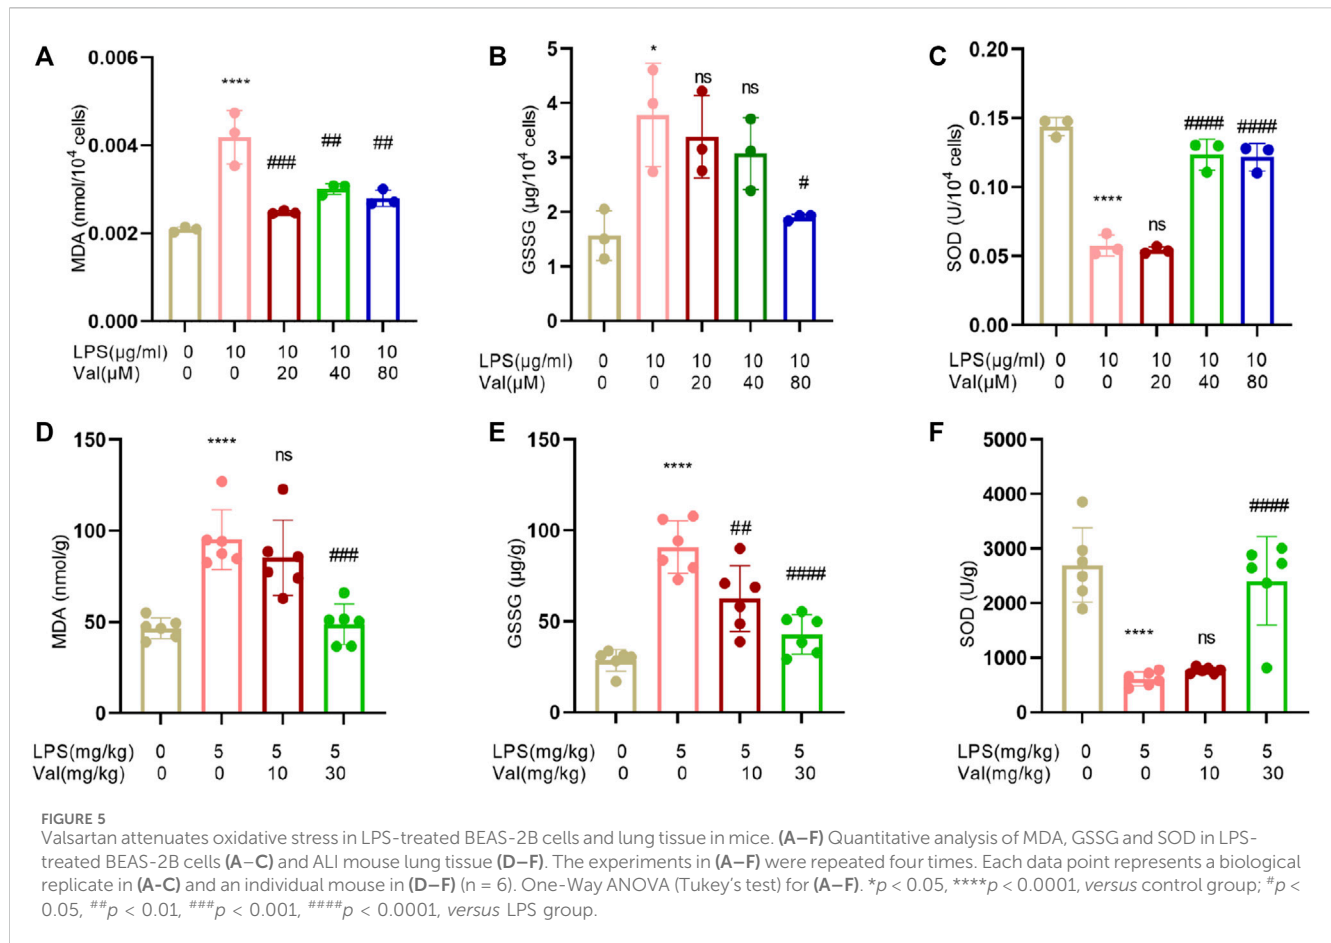 A
MDA (nmol/10⁴ cells)
0.006
0.004
0.002
0.000
****
###
##
##
LPS(μg/ml) 0 10 10 10 10
Val(μM) 0 0 20 40 80
B
GSSG (μg/10⁴ cells)
5
4
3
2
1
0
*
ns
ns
#
LPS(μg/ml) 0 10 10 10 10
Val(μM) 0 0 20 40 80
C
SOD (U/10⁴ cells)
0.20
0.15
0.10
0.05
0.00
****
ns
####
####
LPS(μg/ml) 0 10 10 10 10
Val(μM) 0 0 20 40 80
D
MDA (nmol/g)
150
100
50
0
****
ns
###
LPS(mg/kg) 0 5 5 5
Val(mg/kg) 0 0 10 30
E
GSSG (μg/g)
150
100
50
0
****
##
####
LPS(mg/kg) 0 5 5 5
Val(mg/kg) 0 0 10 30
F
SOD (U/g)
5000
4000
3000
2000
1000
0
****
ns
####
LPS(mg/kg) 0 5 5 5
Val(mg/kg) 0 0 10 30
FIGURE 5
Valsartan attenuates oxidative stress in LPS-treated BEAS-2B cells and lung tissue in mice. (A–F) Quantitative analysis of MDA, GSSG and SOD in LPS-
treated BEAS-2B cells (A–C) and ALI mouse lung tissue (D–F). The experiments in (A–F) were repeated four times. Each data point represents a biological
replicate in (A-C) and an individual mouse in (D–F) (n = 6). One-Way ANOVA (Tukey's test) for (A–F). *p < 0.05, ****p < 0.0001, versus control group; #p <
0.05, ##p < 0.01, ###p < 0.001, ####p < 0.0001, versus LPS group.